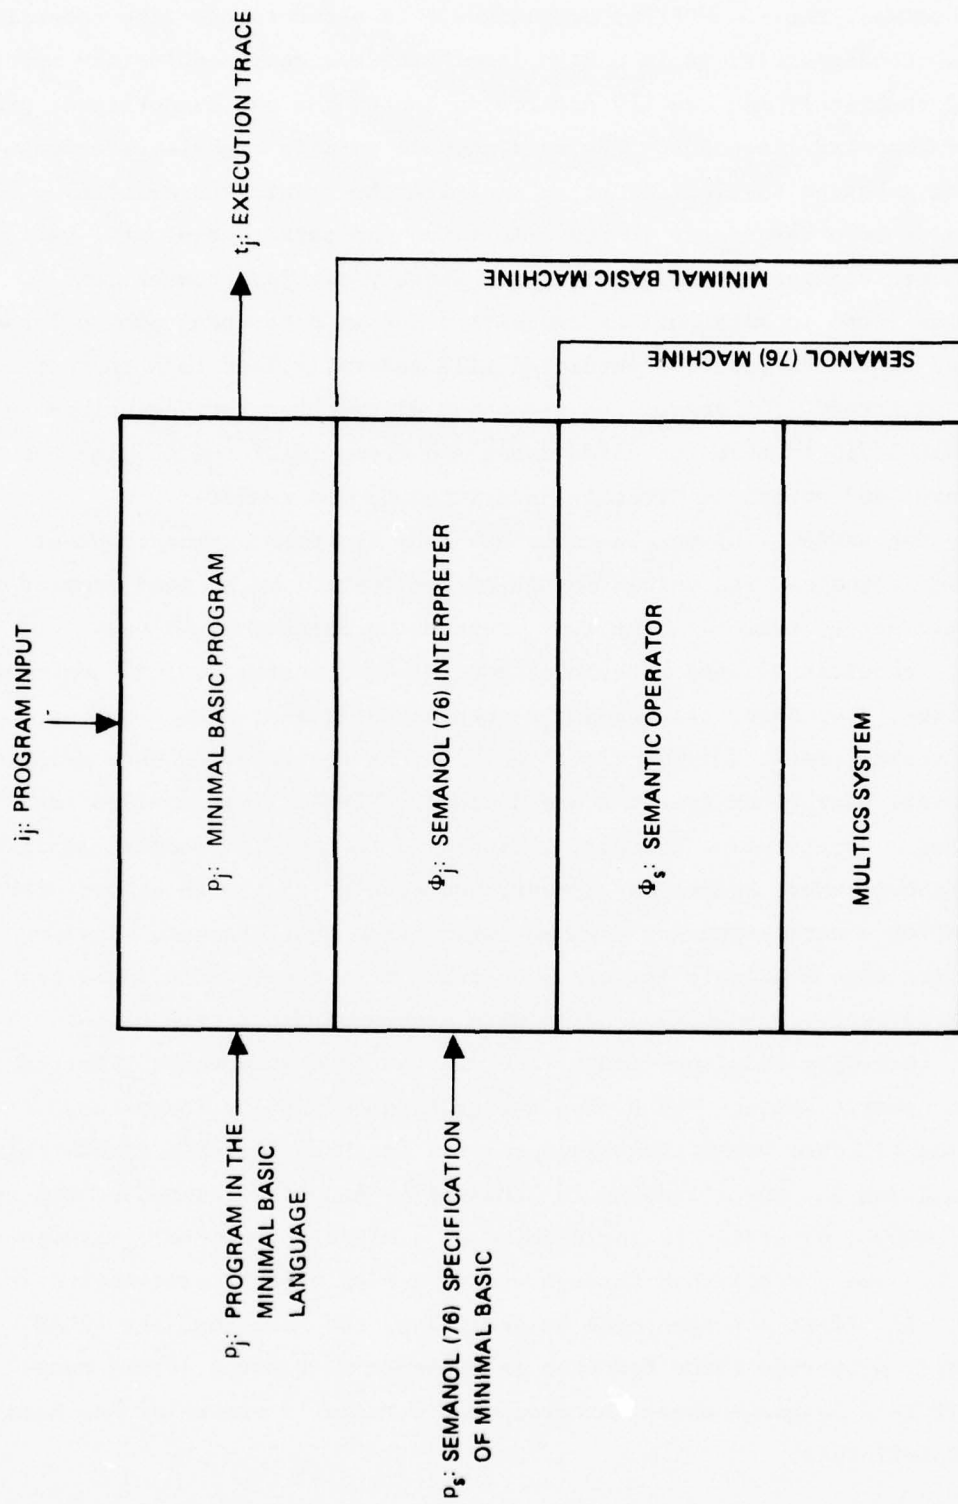 i_j: PROGRAM INPUT
p_j: PROGRAM IN THE
MINIMAL BASIC
LANGUAGE
p_j: MINIMAL BASIC PROGRAM
t_j: EXECUTION TRACE
p_s: SEMANOL (76) SPECIFICATION
OF MINIMAL BASIC
Φ_j: SEMANOL (76) INTERPRETER
Φ_s: SEMANTIC OPERATOR
MULTICS SYSTEM
MINIMAL BASIC MACHINE
SEMANOL (76) MACHINE